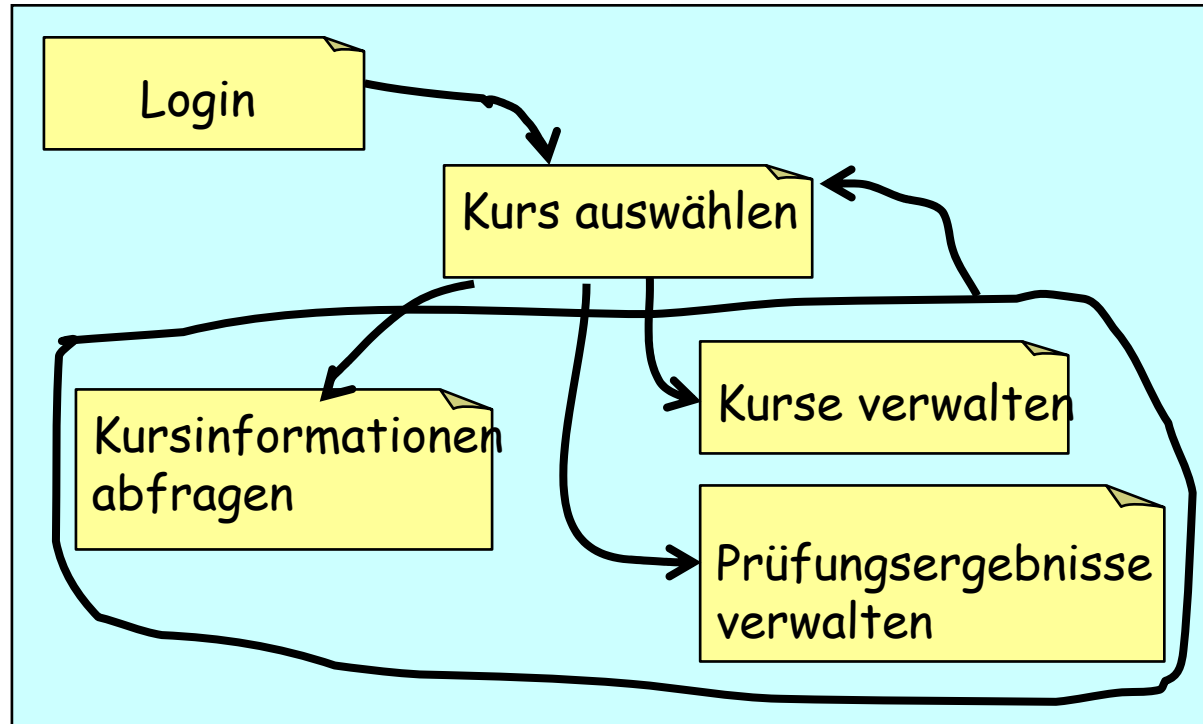 Login
Kurs auswählen
Kursinformationen
abfragen
Kurse verwalten
Prüfungsergebnisse
verwalten